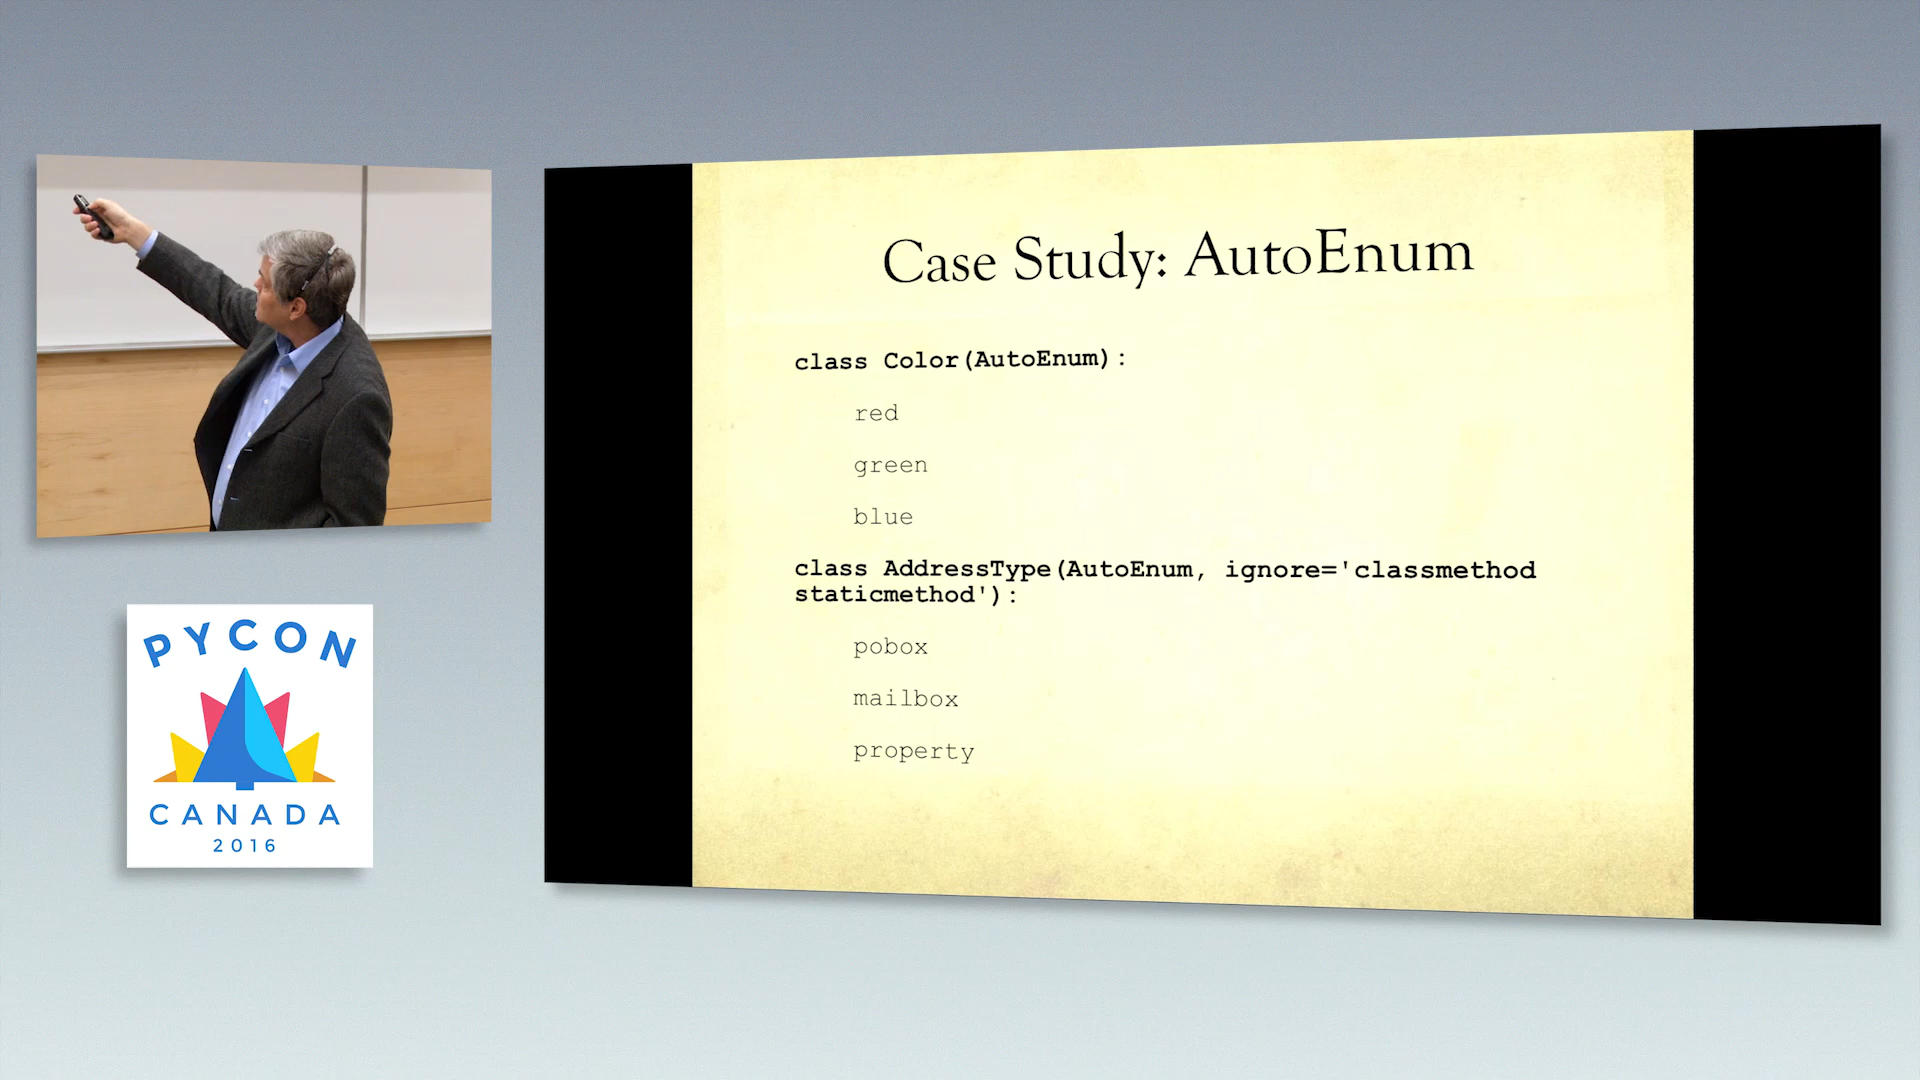 Case Study: AutoEnum
class Color(AutoEnum):
red
green
blue
class AddressType(AutoEnum, ignore='classmethod
staticmethod'):
pobox
mailbox
property
PYCON
CANADA
2016